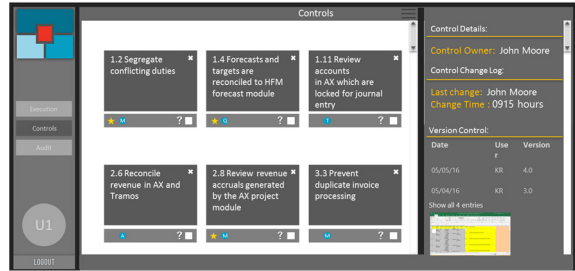 Controls
Execution
Controls
Audit
U1
LOGOUT
1.2 Segregate
conflicting duties
M
?
1.4 Forecasts and
targets are
reconciled to HFM
forecast module
Q
?
1.11 Review
accounts
in AX which are
locked for journal
entry
T
?
2.6 Reconcile
revenue in AX and
Tramos
A
?
2.8 Review revenue
accruals generated
by the AX project
module
M
?
3.3 Prevent
duplicate invoice
processing
M
?
Control Details:
Control Owner: John Moore
Control Change Log:
Last change: John Moore
Change Time : 0915 hours
Version Control:
Date Use Version
r
05/05/16 KR 4.0
05/04/16 KR 3.0
Show all 4 entries